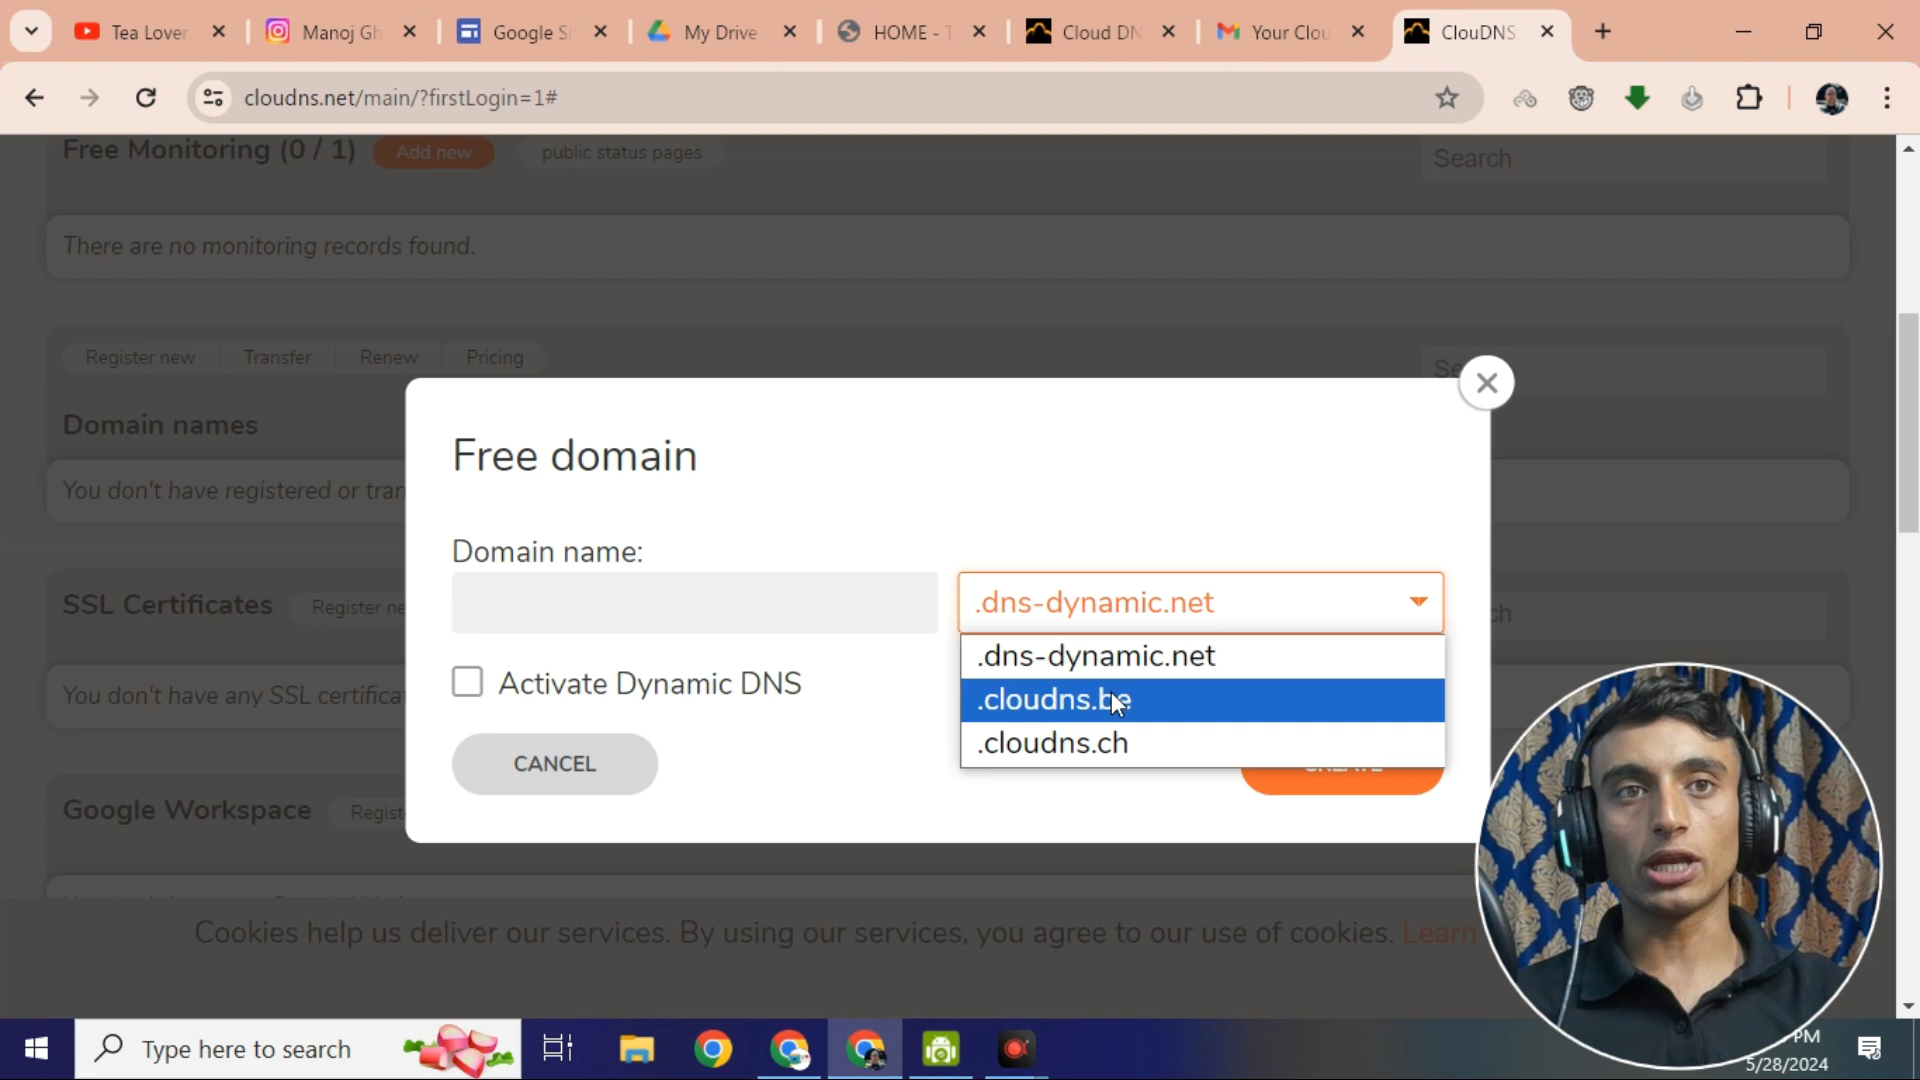 Tea Lover
Manoj Gh
Google Si
My Drive
HOME - T
Cloud DN
Your Clou
ClouDNS
cloudns.net/main/?firstLogin=1#
Free Monitoring (0 / 1)
Add new
public status pages
Search
There are no monitoring records found.
Register new
Transfer
Renew
Pricing
Se
Domain names
You don't have registered or tran
SSL Certificates
Register ne
ch
You don't have any SSL certificat
Google Workspace
Regist
Free domain
Domain name:
.dns-dynamic.net
.dns-dynamic.net
.cloudns.be
.cloudns.ch
Activate Dynamic DNS
CANCEL
CREATE
Cookies help us deliver our services. By using our services, you agree to our use of cookies. Learn
Type here to search
PM
5/28/2024